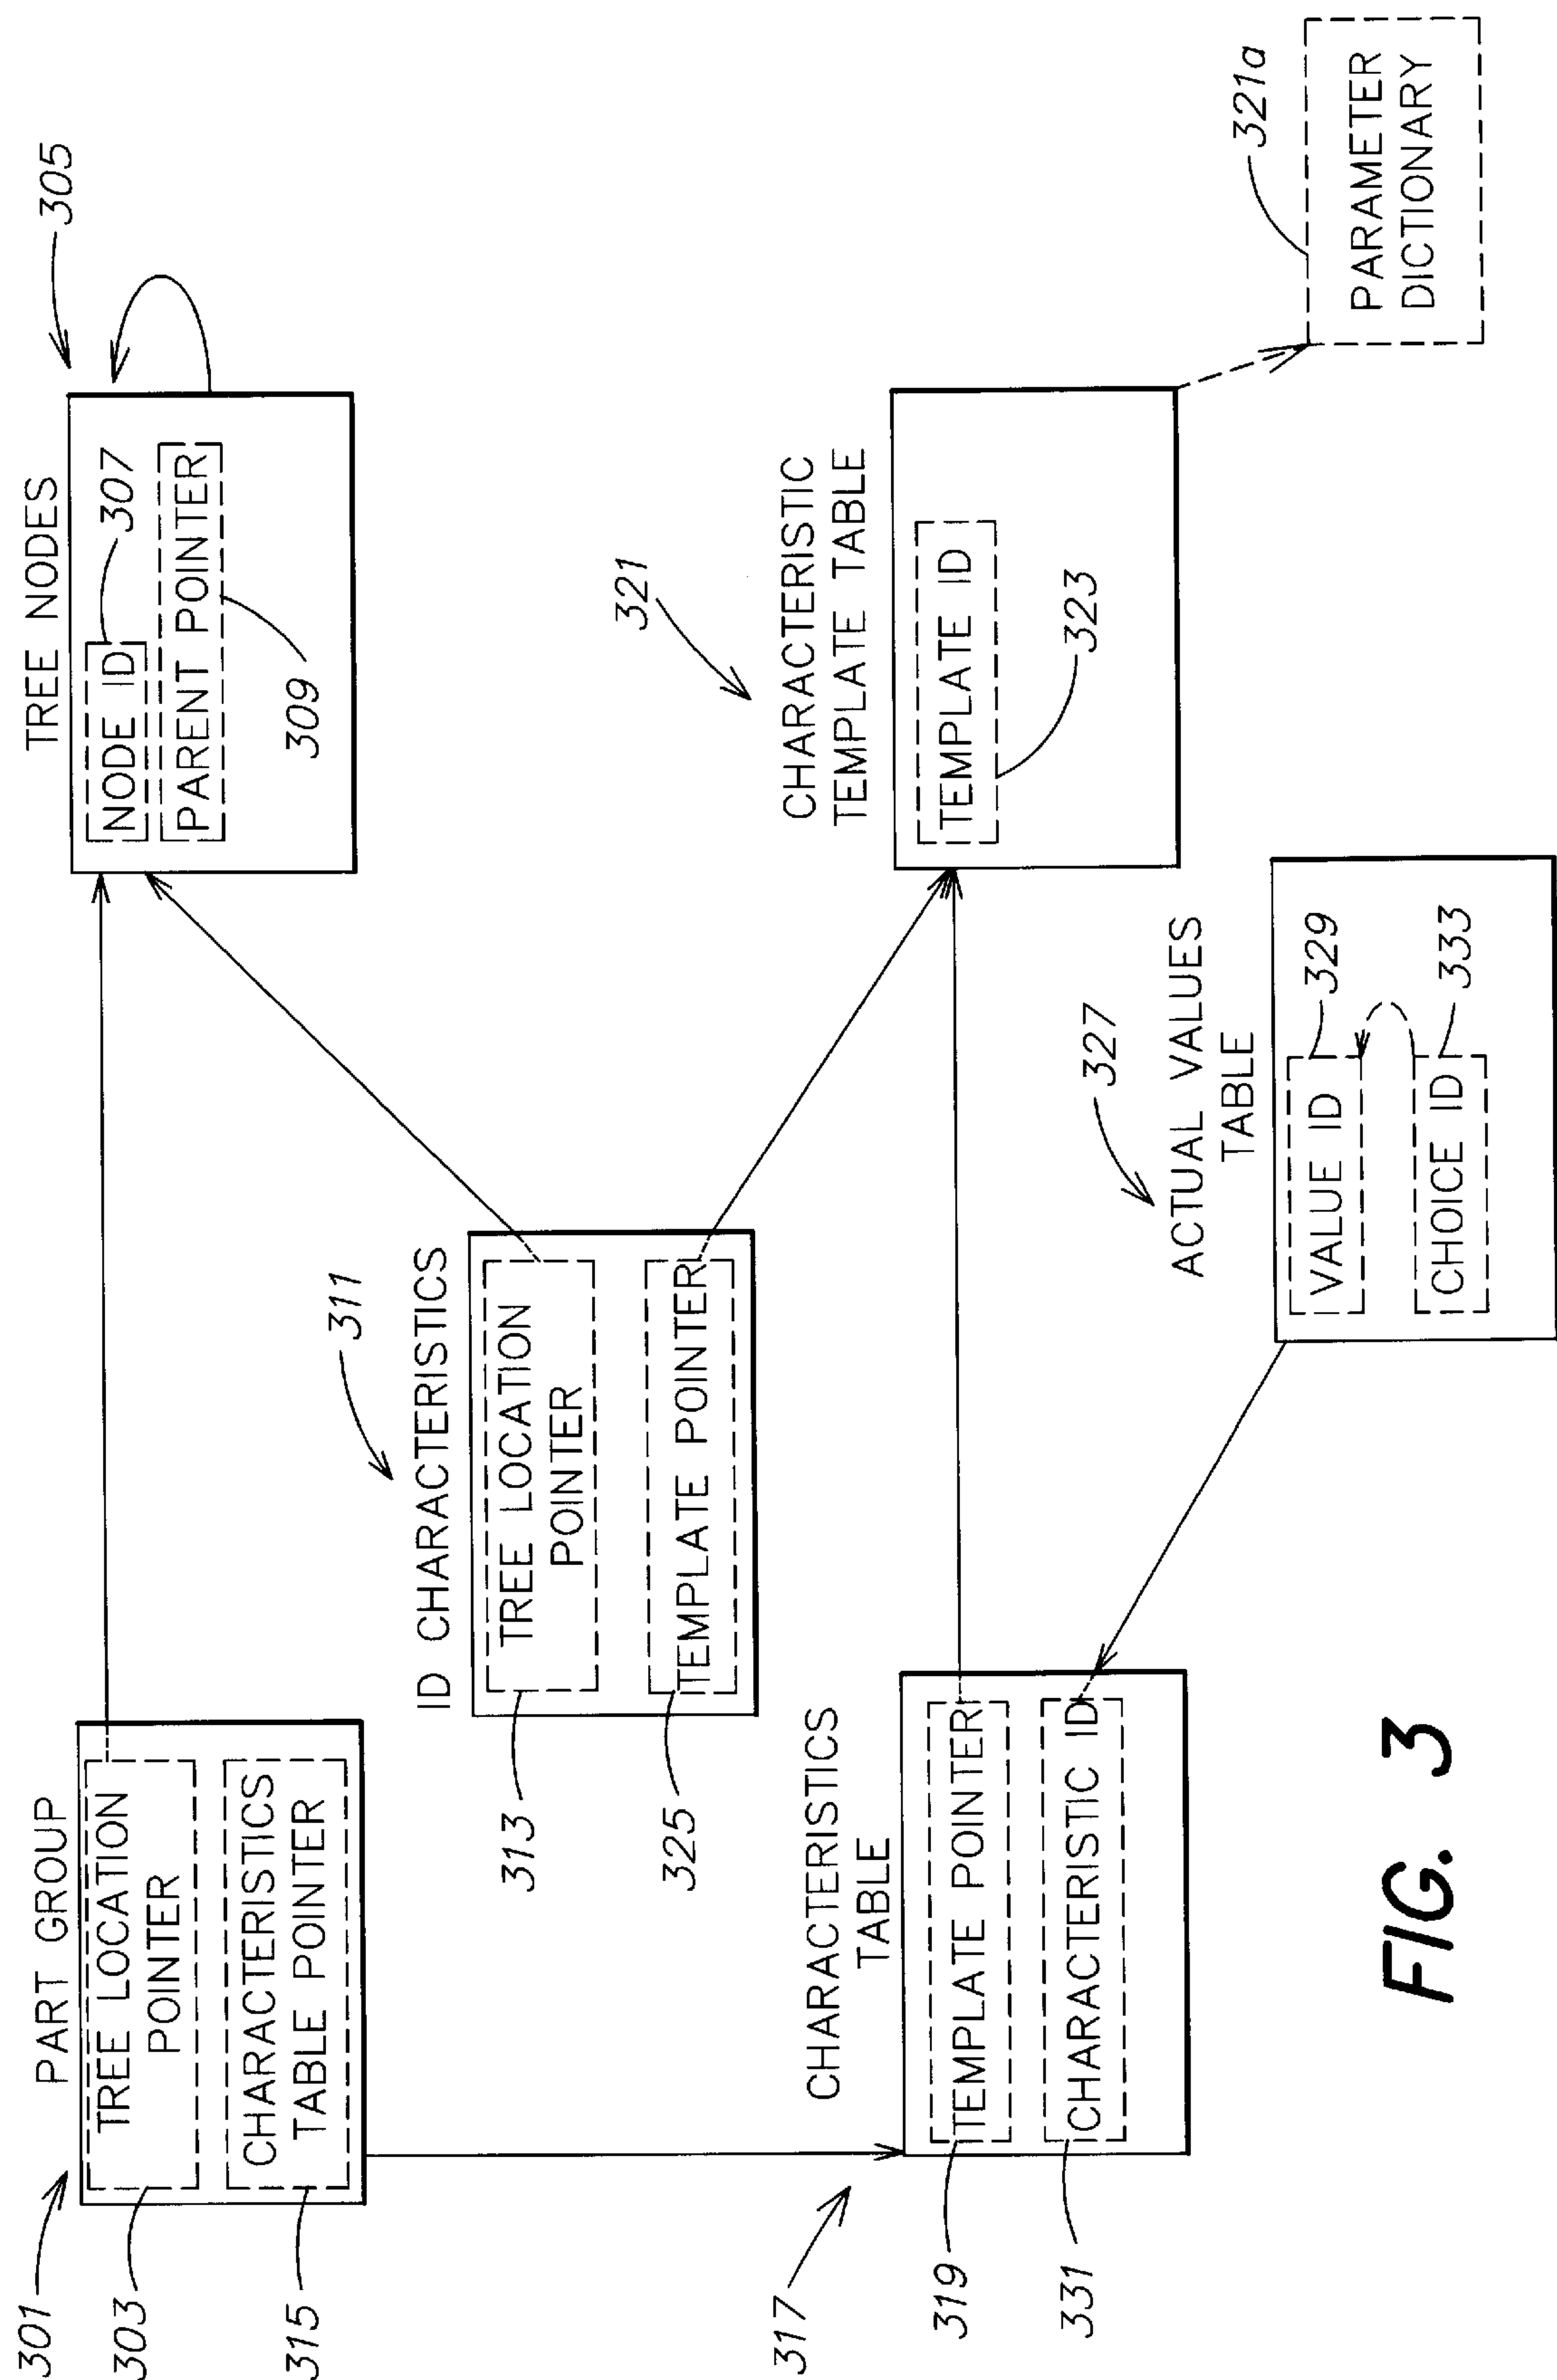 301
PART GROUP
TREE LOCATION
POINTER
303
CHARACTERISTICS
TABLE POINTER
315
TREE NODES
305
NODE ID
307
PARENT POINTER
309
311
ID CHARACTERISTICS
TREE LOCATION
POINTER
313
TEMPLATE POINTER
325
317
CHARACTERISTICS
TABLE
TEMPLATE POINTER
319
CHARACTERISTIC ID
331
321
CHARACTERISTIC
TEMPLATE TABLE
TEMPLATE ID
323
327
ACTUAL VALUES
TABLE
VALUE ID
329
CHOICE ID
333
321a
PARAMETER
DICTIONARY
FIG. 3